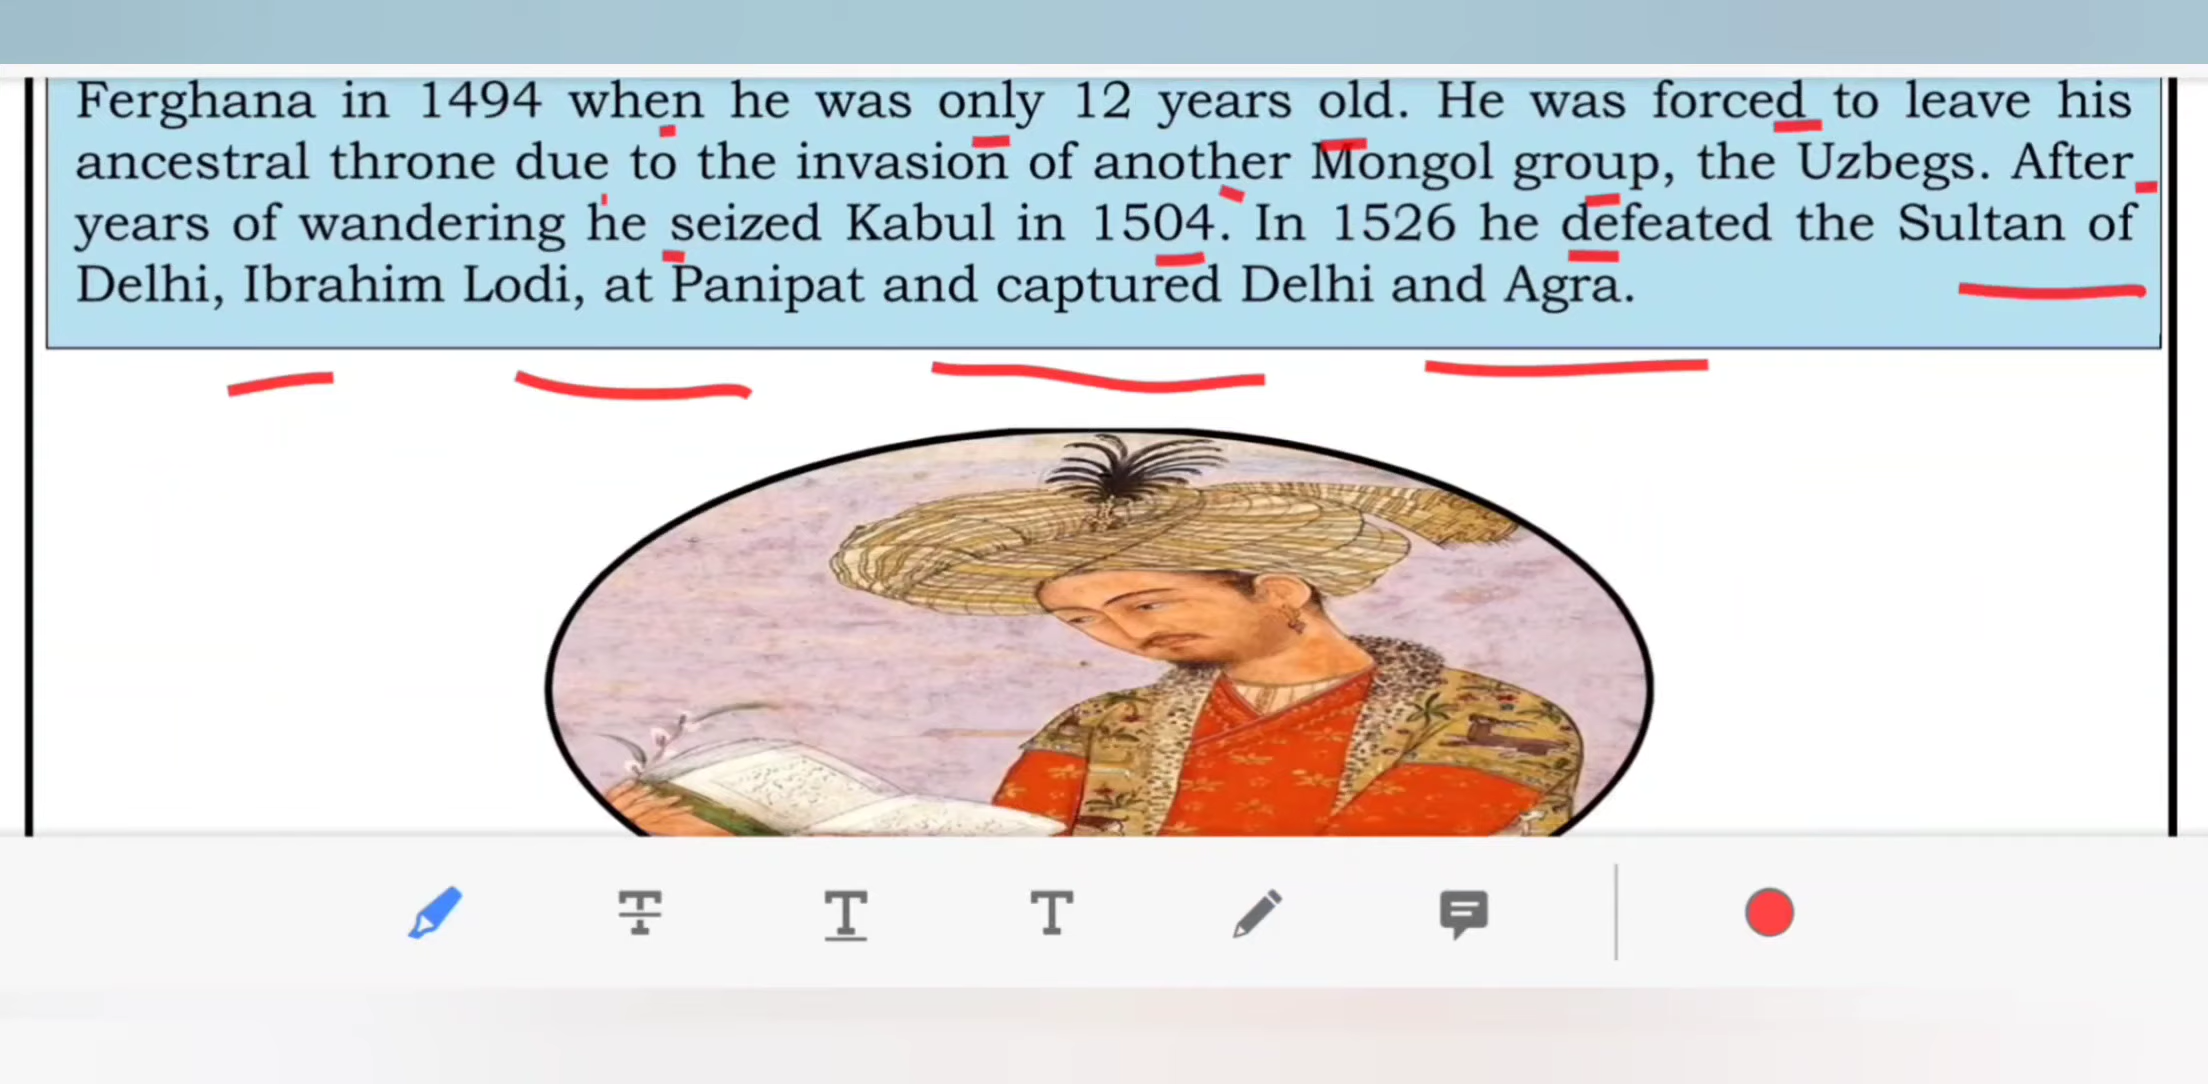 Ferghana in 1494 when he was only 12 years old. He was forced to leave his
ancestral throne due to the invasion of another Mongol group, the Uzbegs. After
years of wandering he seized Kabul in 1504. In 1526 he defeated the Sultan of
Delhi, Ibrahim Lodi, at Panipat and captured Delhi and Agra.